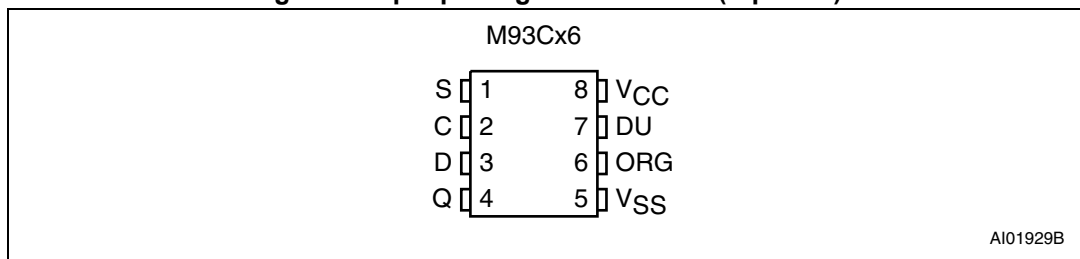 M93Cx6
S 1 8 VCC
C 2 7 DU
D 3 6 ORG
Q 4 5 VSS
AI01929B